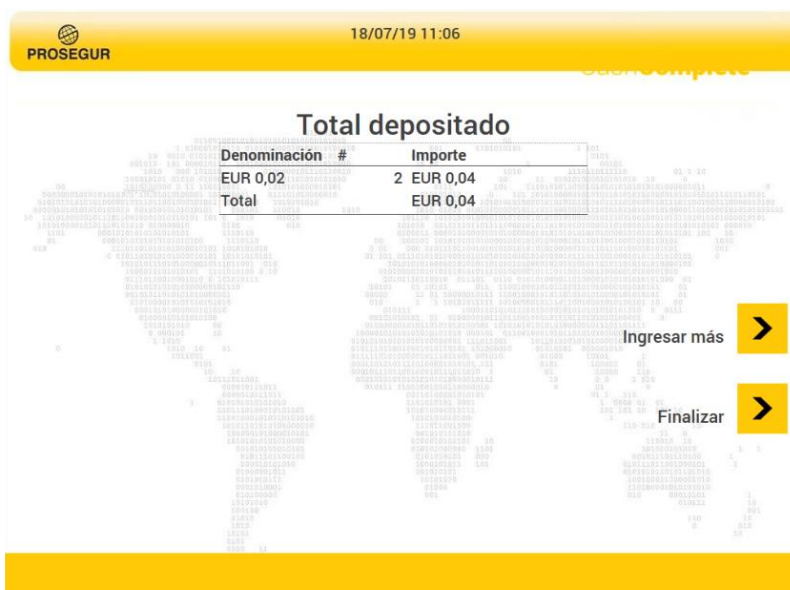 PROSEGUR
18/07/19 11:06
Total depositado
Denominación # Importe
EUR 0,02 2 EUR 0,04
Total EUR 0,04
Ingresar más
Finalizar